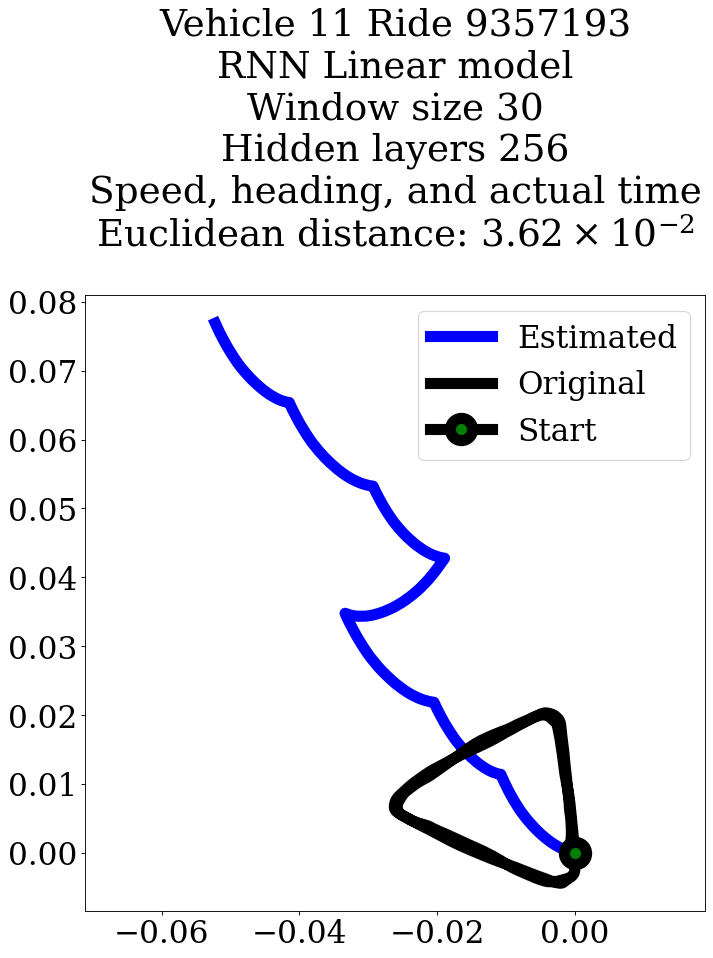 Vehicle 11 Ride 9357193
RNN Linear model
Window size 30
Hidden layers 256
Speed, heading, and actual time
Euclidean distance: 3.62 × 10⁻²
0.08
0.07
0.06
0.05
0.04
0.03
0.02
0.01
0.00
Estimated
Original
Start
−0.06 −0.04 −0.02 0.00